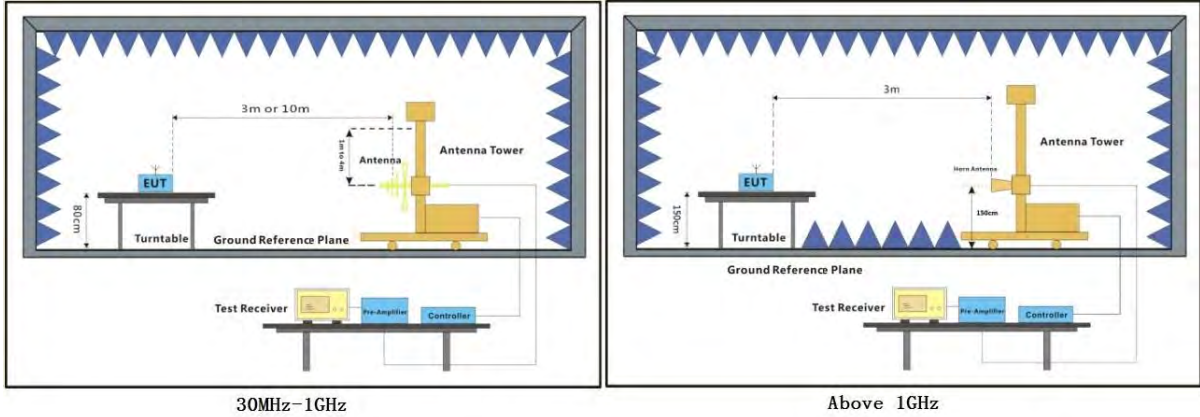 3m or 10m
1m to 4m
Antenna
Antenna Tower
EUT
80cm
Turntable
Ground Reference Plane
Test Receiver
Pre-Amplifier
Controller
30MHz-1GHz
3m
Antenna Tower
Horn Antenna
EUT
150cm
150cm
Turntable
Ground Reference Plane
Test Receiver
Pre-Amplifier
Controller
Above 1GHz